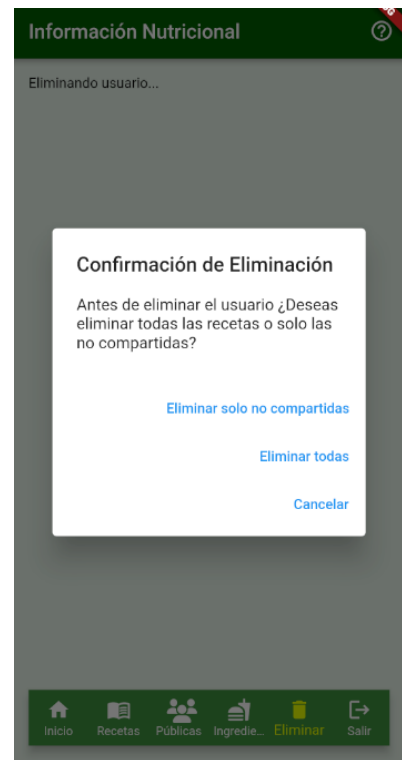 Información Nutricional
Eliminando usuario...
Confirmación de Eliminación
Antes de eliminar el usuario ¿Deseas
eliminar todas las recetas o solo las
no compartidas?
Eliminar solo no compartidas
Eliminar todas
Cancelar
Inicio Recetas Públicas Ingredie... Eliminar Salir